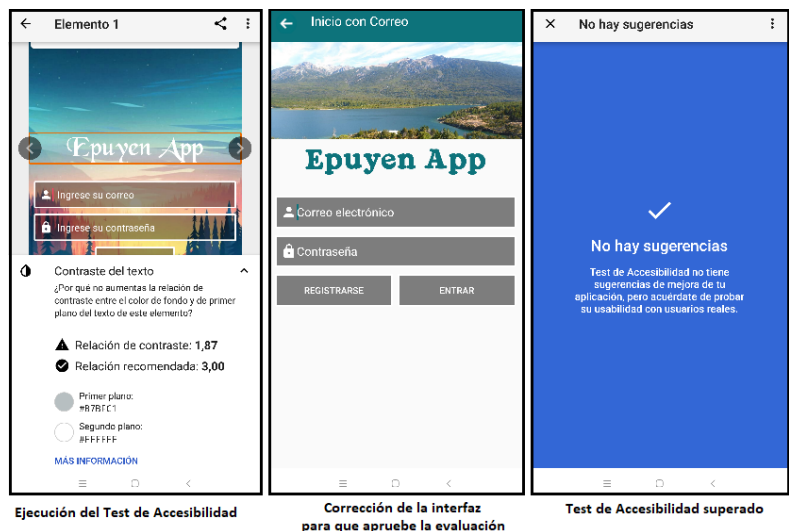 Elemento 1
Epuyen App
Ingrese su correo
Ingrese su contraseña
Contraste del texto
¿Por qué no aumentas la relación de
contraste entre el color de fondo y de primer
plano del texto de este elemento?
Relación de contraste: 1,87
Relación recomendada: 3,00
Primer plano:
#B7BFC1
Segundo plano:
#FFFFFF
MÁS INFORMACIÓN
Ejecución del Test de Accesibilidad
Inicio con Correo
Epuyen App
Correo electrónico
Contraseña
REGISTRARSE
ENTRAR
Corrección de la interfaz
para que apruebe la evaluación
No hay sugerencias
No hay sugerencias
Test de Accesibilidad no tiene
sugerencias de mejora de tu
aplicación, pero acuérdate de probar
su usabilidad con usuarios reales.
Test de Accesibilidad superado